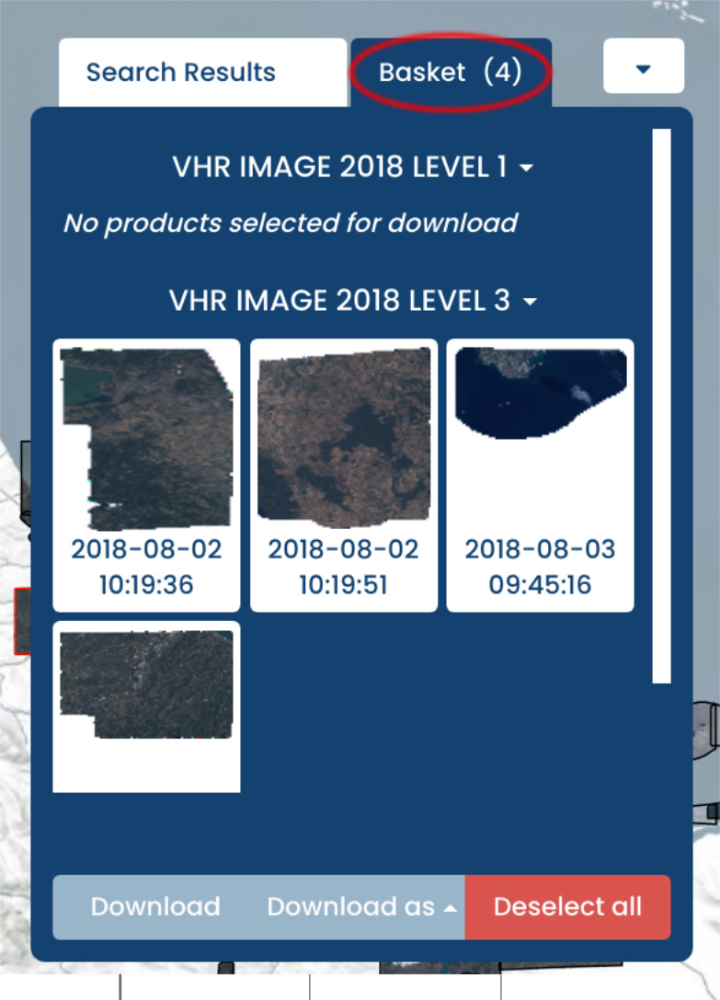 Search Results
Basket (4)
VHR IMAGE 2018 LEVEL 1
No products selected for download
VHR IMAGE 2018 LEVEL 3
2018-08-02
10:19:36
2018-08-02
10:19:51
2018-08-03
09:45:16
Download
Download as
Deselect all